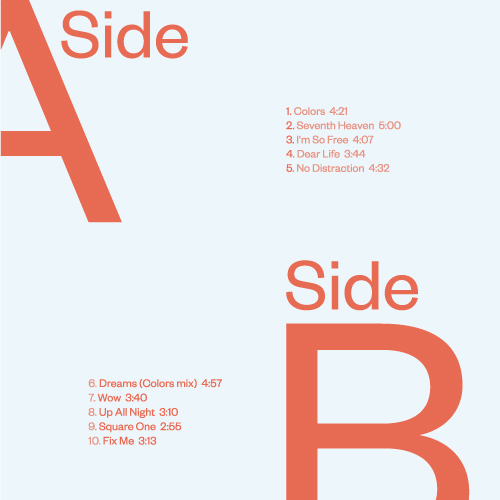 A Side
1. Colors 4:21
2. Seventh Heaven 5:00
3. I'm So Free 4:07
4. Dear Life 3:44
5. No Distraction 4:32
Side
B
6. Dreams (Colors mix) 4:57
7. Wow 3:40
8. Up All Night 3:10
9. Square One 2:55
10. Fix Me 3:13